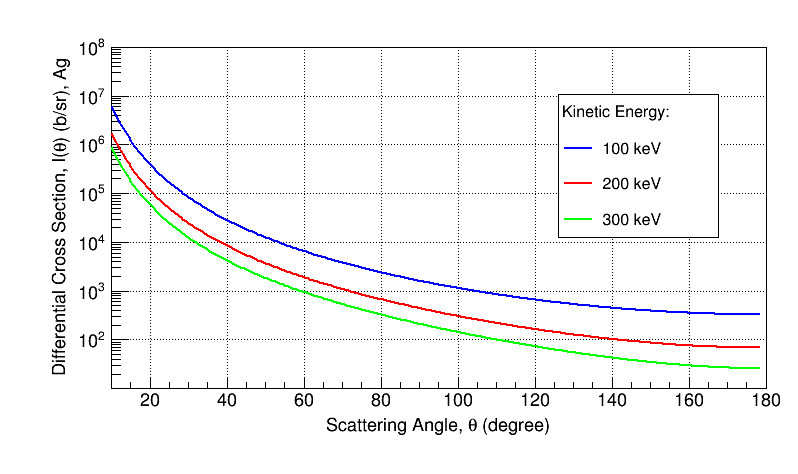 Differential Cross Section, I(θ) (b/sr), Ag
10⁸
10⁷
10⁶
10⁵
10⁴
10³
10²
Kinetic Energy:
100 keV
200 keV
300 keV
20 40 60 80 100 120 140 160 180
Scattering Angle, θ (degree)